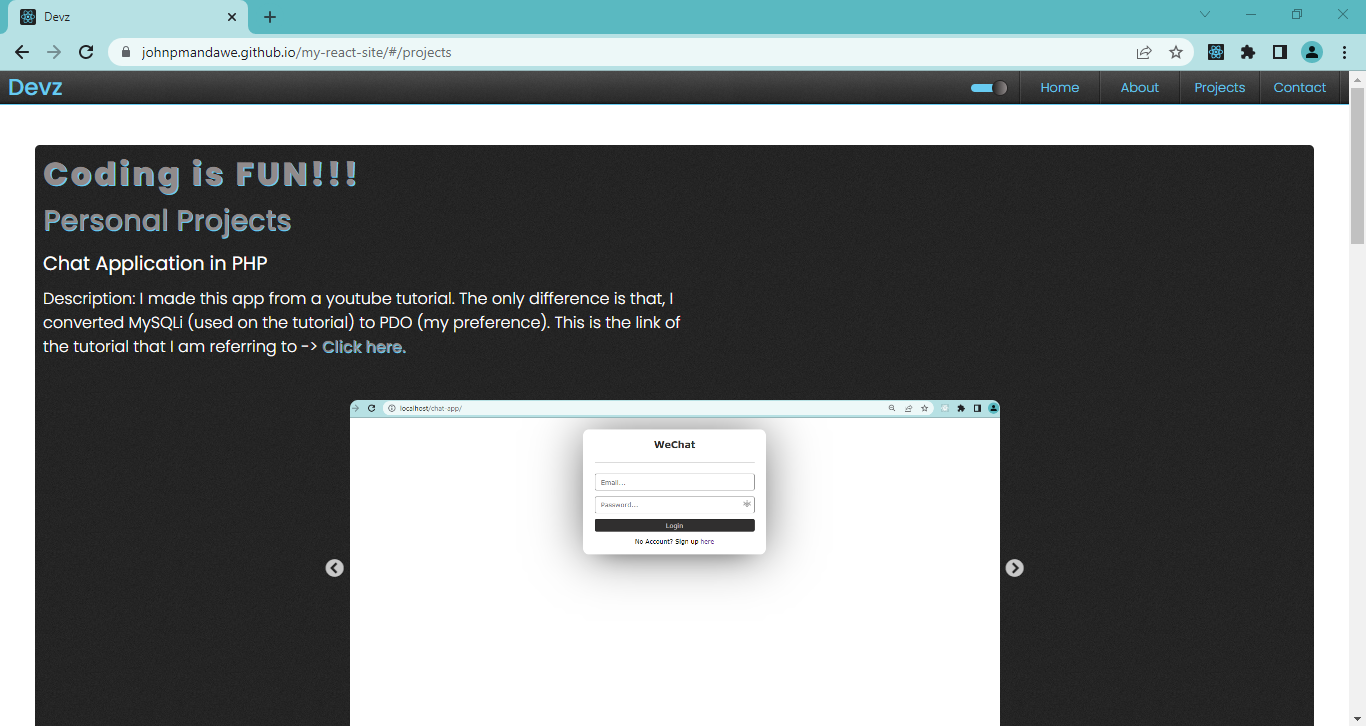 Devz
johnpmandawe.github.io/my-react-site/#/projects
Devz
Home
About
Projects
Contact
Coding is FUN!!!
Personal Projects
Chat Application in PHP
Description: I made this app from a youtube tutorial. The only difference is that, I
converted MySQLi (used on the tutorial) to PDO (my preference). This is the link of
the tutorial that I am referring to -> Click here.
localhost/chat-app/
WeChat
Email...
Password...
Login
No Account? Sign up here